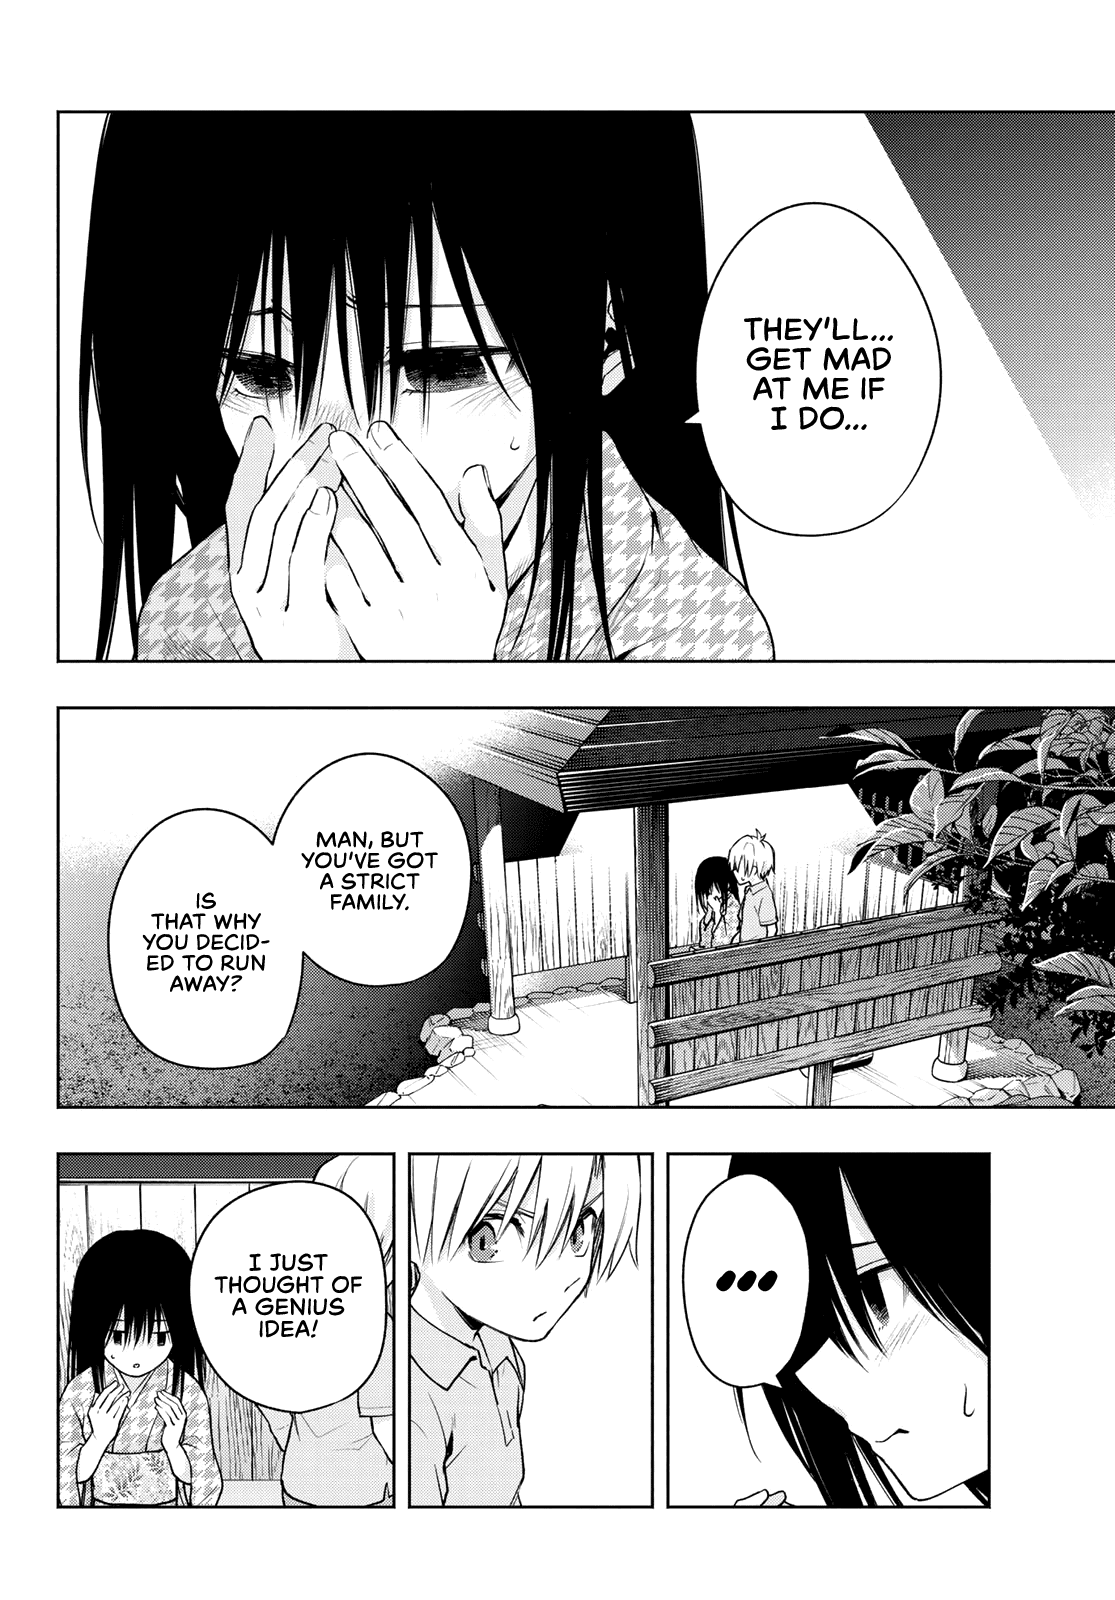 THEY'LL...
GET MAD
AT ME IF
I DO...
MAN, BUT
YOU'VE GOT
A STRICT
FAMILY.
IS
THAT WHY
YOU DECID-
ED TO RUN
AWAY?
...
I JUST
THOUGHT OF
A GENIUS
IDEA!